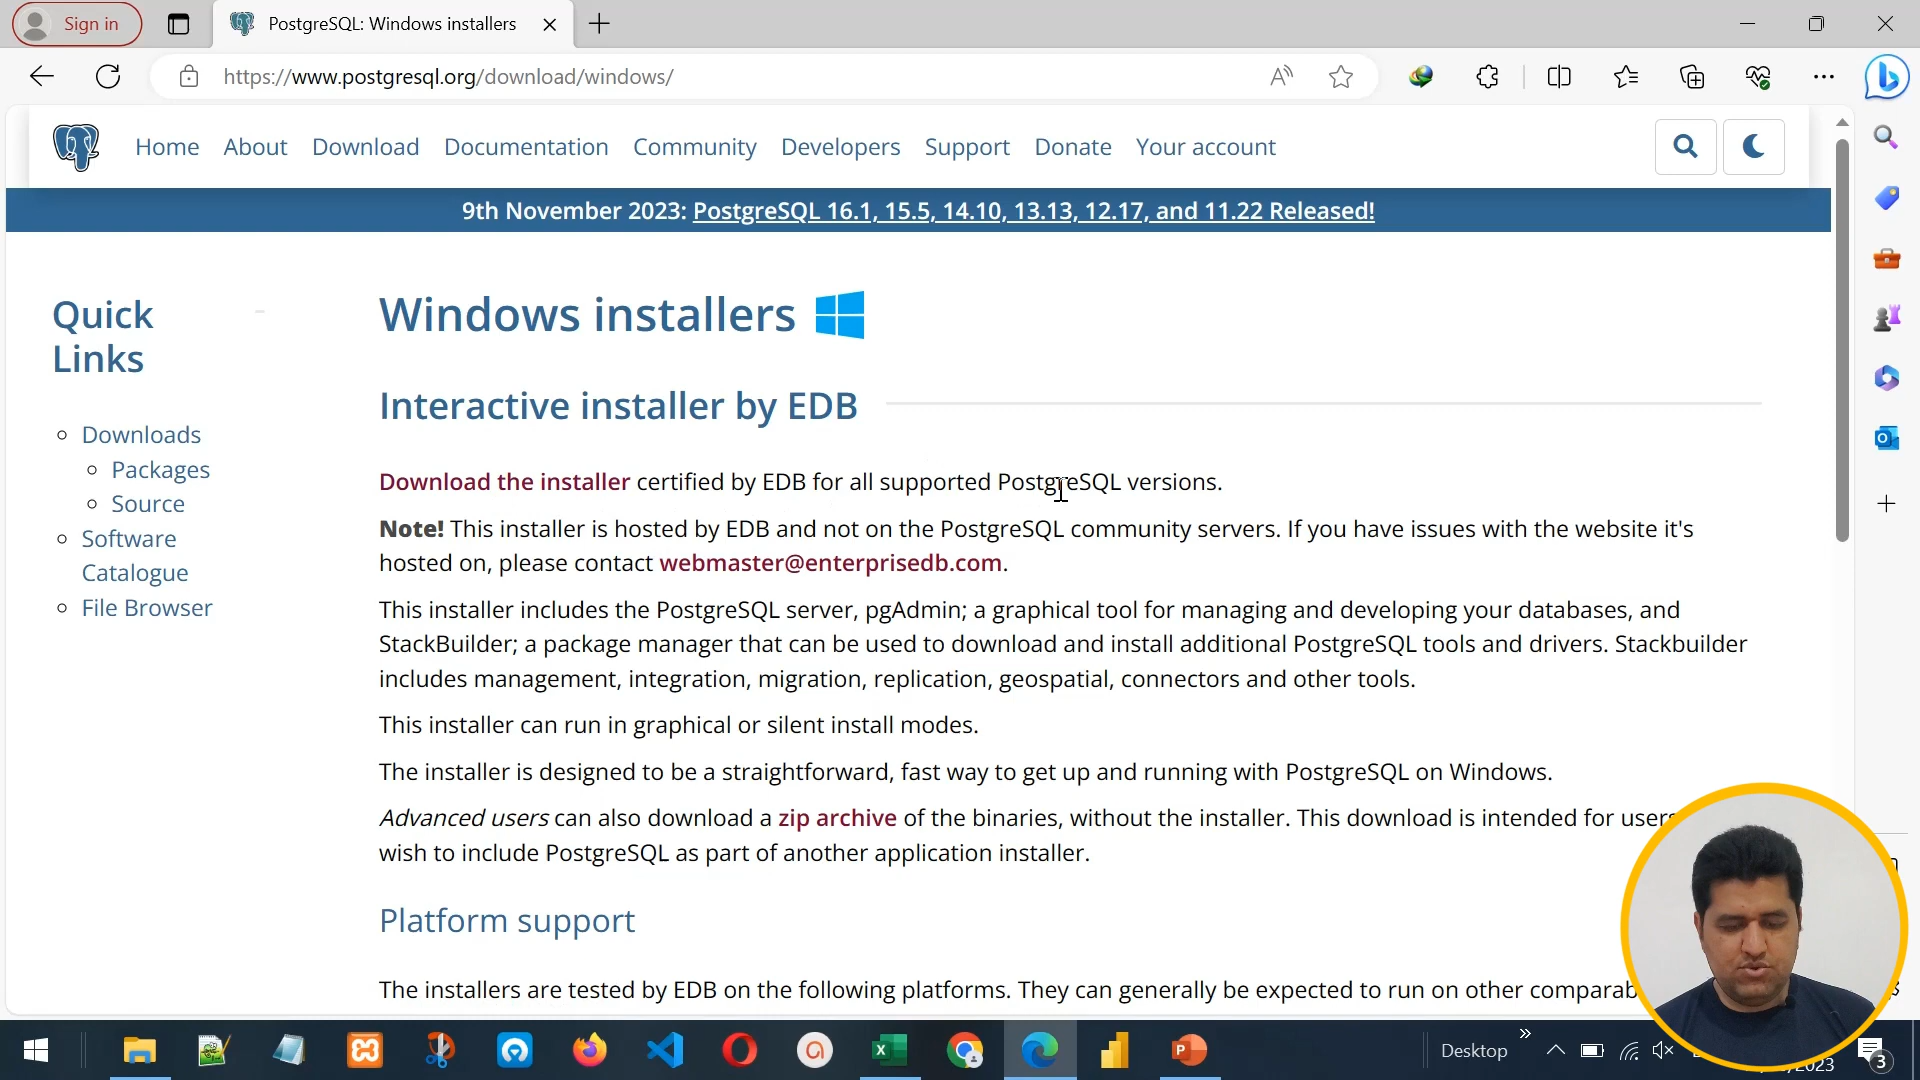 Sign in
PostgreSQL: Windows installers
https://www.postgresql.org/download/windows/
Home About Download Documentation Community Developers Support Donate Your account
9th November 2023: PostgreSQL 16.1, 15.5, 14.10, 13.13, 12.17, and 11.22 Released!
Quick
Links
Downloads
Packages
Source
Software
Catalogue
File Browser
Windows installers
Interactive installer by EDB
Download the installer certified by EDB for all supported PostgreSQL versions.
Note! This installer is hosted by EDB and not on the PostgreSQL community servers. If you have issues with the website it's
hosted on, please contact webmaster@enterprisedb.com.
This installer includes the PostgreSQL server, pgAdmin; a graphical tool for managing and developing your databases, and
StackBuilder; a package manager that can be used to download and install additional PostgreSQL tools and drivers. Stackbuilder
includes management, integration, migration, replication, geospatial, connectors and other tools.
This installer can run in graphical or silent install modes.
The installer is designed to be a straightforward, fast way to get up and running with PostgreSQL on Windows.
Advanced users can also download a zip archive of the binaries, without the installer. This download is intended for users
wish to include PostgreSQL as part of another application installer.
Platform support
The installers are tested by EDB on the following platforms. They can generally be expected to run on other
Desktop
3